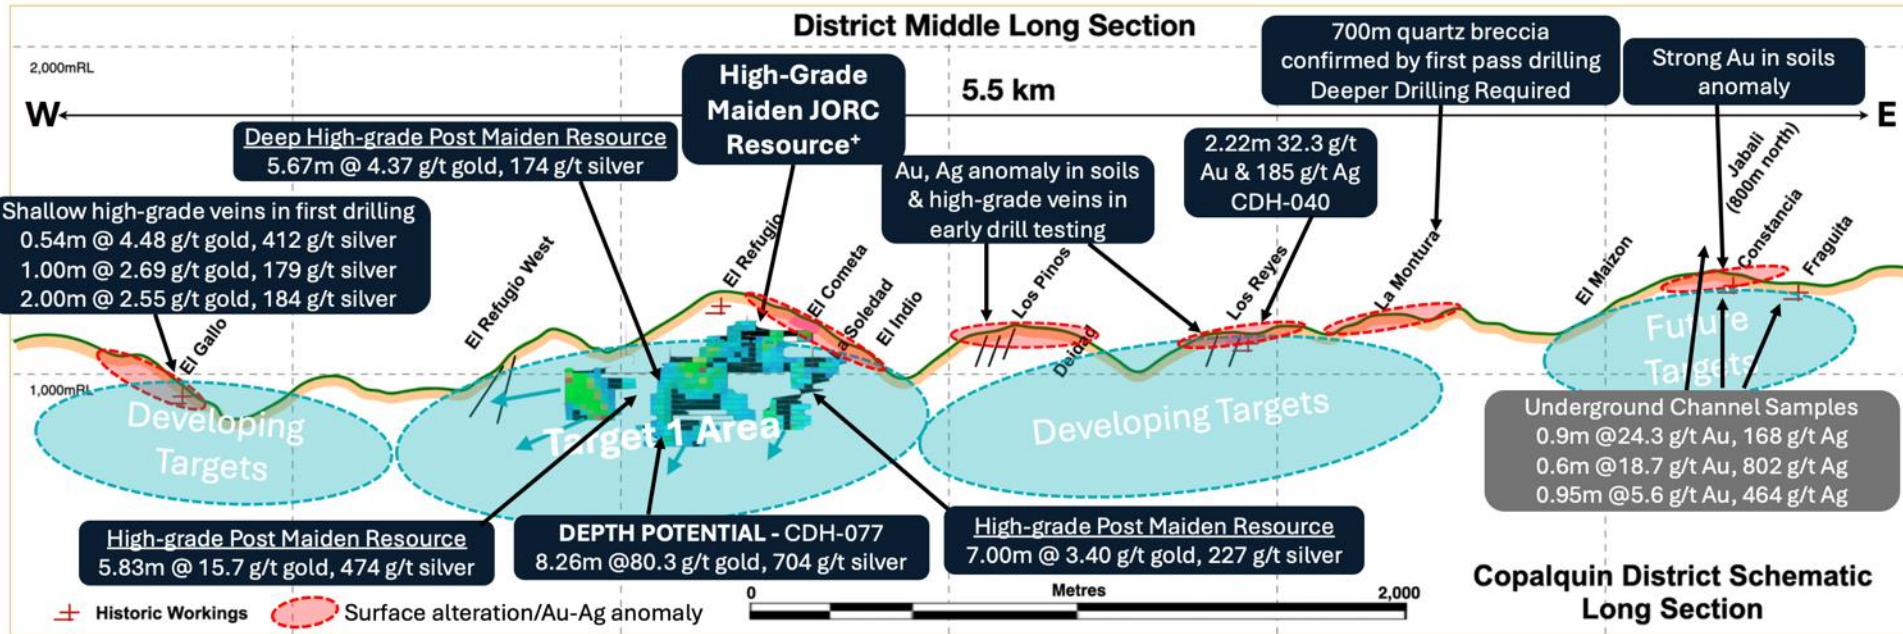 District Middle Long Section
2,000mRL
W
5.5 km
E
High-Grade
Maiden JORC
Resource+
700m quartz breccia
confirmed by first pass drilling
Deeper Drilling Required
Strong Au in soils
anomaly
Deep High-grade Post Maiden Resource
5.67m @ 4.37 g/t gold, 174 g/t silver
Au, Ag anomaly in soils
& high-grade veins in
early drill testing
2.22m 32.3 g/t
Au & 185 g/t Ag
CDH-040
Shallow high-grade veins in first drilling
0.54m @ 4.48 g/t gold, 412 g/t silver
1.00m @ 2.69 g/t gold, 179 g/t silver
2.00m @ 2.55 g/t gold, 184 g/t silver
El Gallo
El Refugio West
El Refugio
El Cometa
Soledad
El Indio
Los Pinos
Deidad
Los Reyes
La Montura
El Maizon
Jabali
(800m north)
Constancia
Fraguita
1,000mRL
Developing
Targets
Target 1 Area
Developing Targets
Future
Targets
Underground Channel Samples
0.9m @24.3 g/t Au, 168 g/t Ag
0.6m @18.7 g/t Au, 802 g/t Ag
0.95m @5.6 g/t Au, 464 g/t Ag
High-grade Post Maiden Resource
5.83m @ 15.7 g/t gold, 474 g/t silver
DEPTH POTENTIAL - CDH-077
8.26m @80.3 g/t gold, 704 g/t silver
High-grade Post Maiden Resource
7.00m @ 3.40 g/t gold, 227 g/t silver
Historic Workings
Surface alteration/Au-Ag anomaly
0
Metres
2,000
Copalquin District Schematic
Long Section